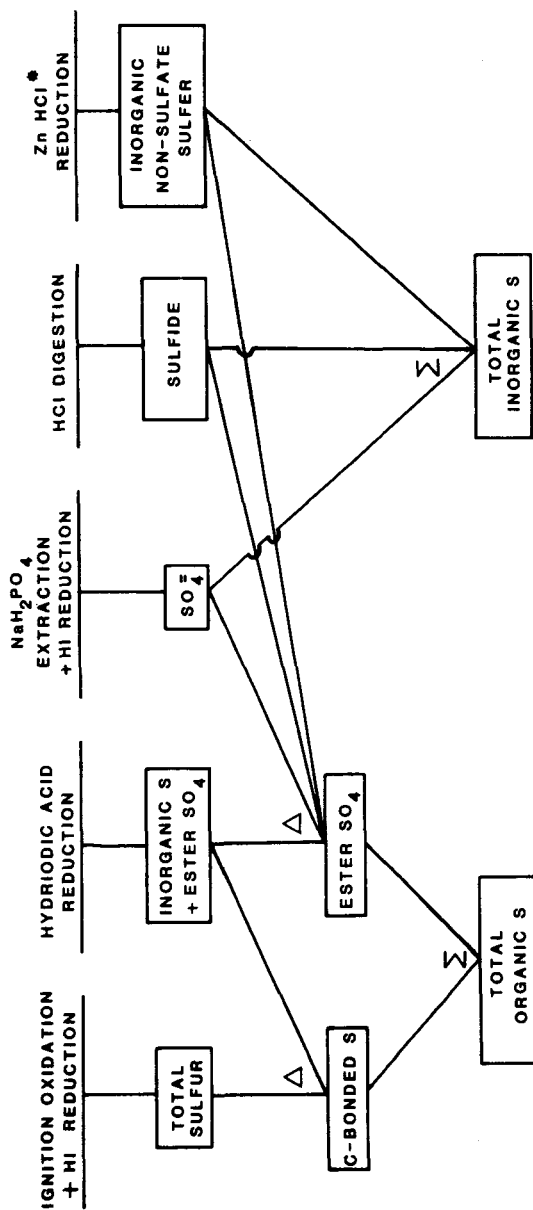 IGNITION OXIDATION
+ HI REDUCTION
TOTAL
SULFUR
Δ
C-BONDED S
HYDRIODIC ACID
REDUCTION
INORGANIC S
+ ESTER SO4
Δ
ESTER SO4
Σ
TOTAL
ORGANIC S
NaH2PO4
EXTRACTION
+ HI REDUCTION
SO4=
HCl DIGESTION
SULFIDE
Zn HCl*
REDUCTION
INORGANIC
NON-SULFATE
SULFER
Σ
TOTAL
INORGANIC S